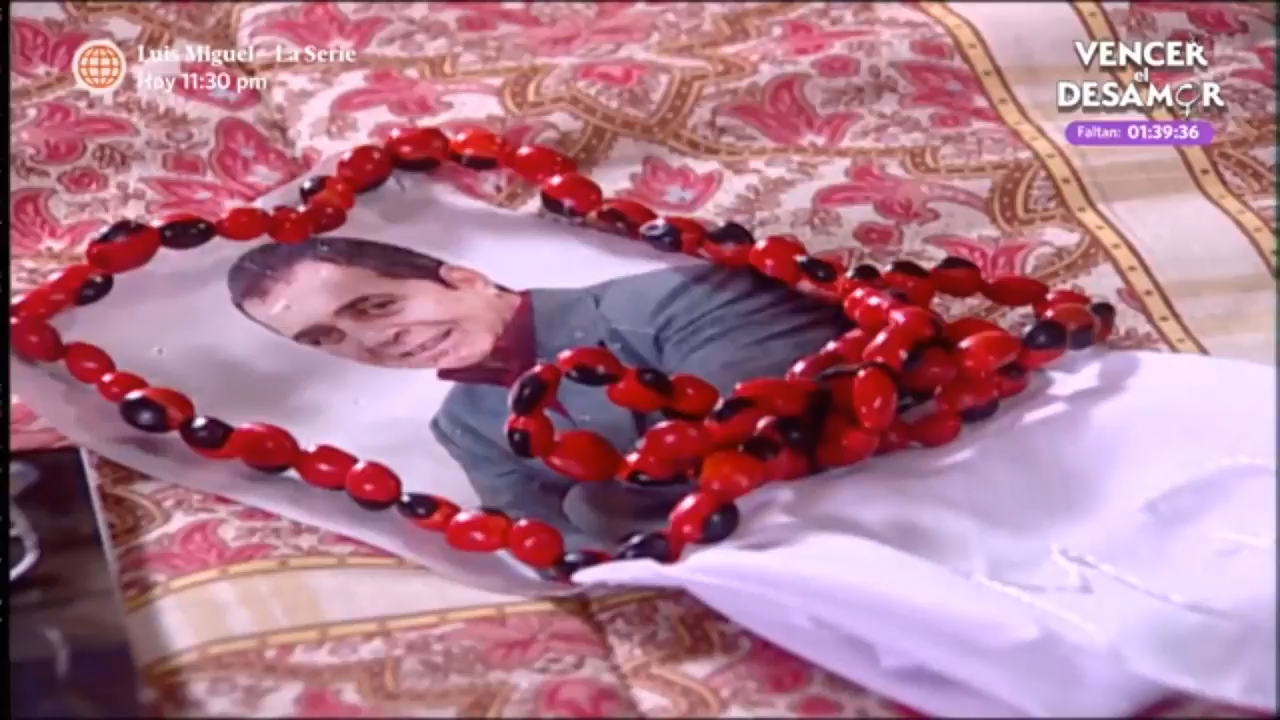 Luis Miguel - La Serie
Hoy 11:30 pm
VENCER
el
DESAMOR
Faltan: 01:39:36